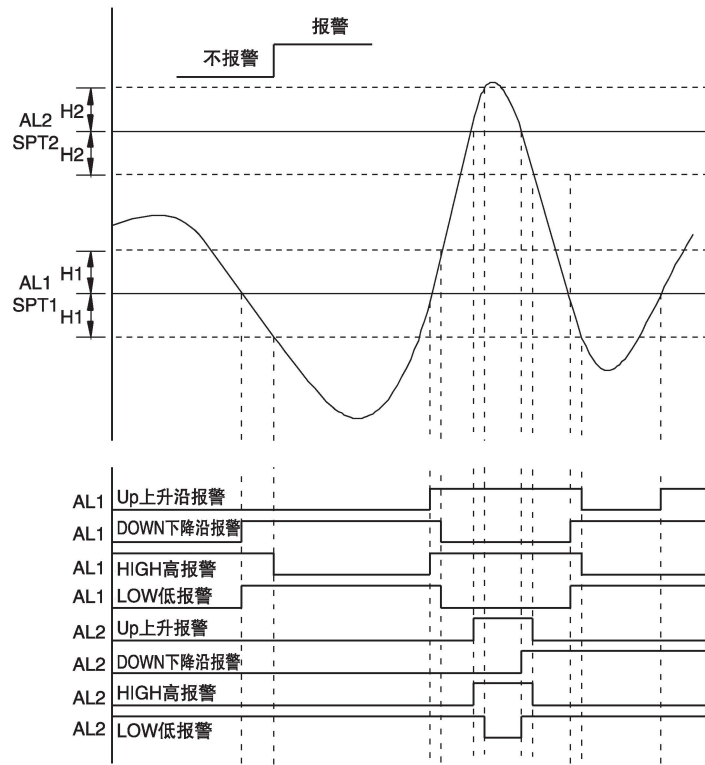 报警
不报警
H2
AL2
SPT2
H2
H1
AL1
SPT1
H1
AL1 Up上升沿报警
AL1 DOWN下降沿报警
AL1 HIGH高报警
AL1 LOW低报警
AL2 Up上升报警
AL2 DOWN下降沿报警
AL2 HIGH高报警
AL2 LOW低报警